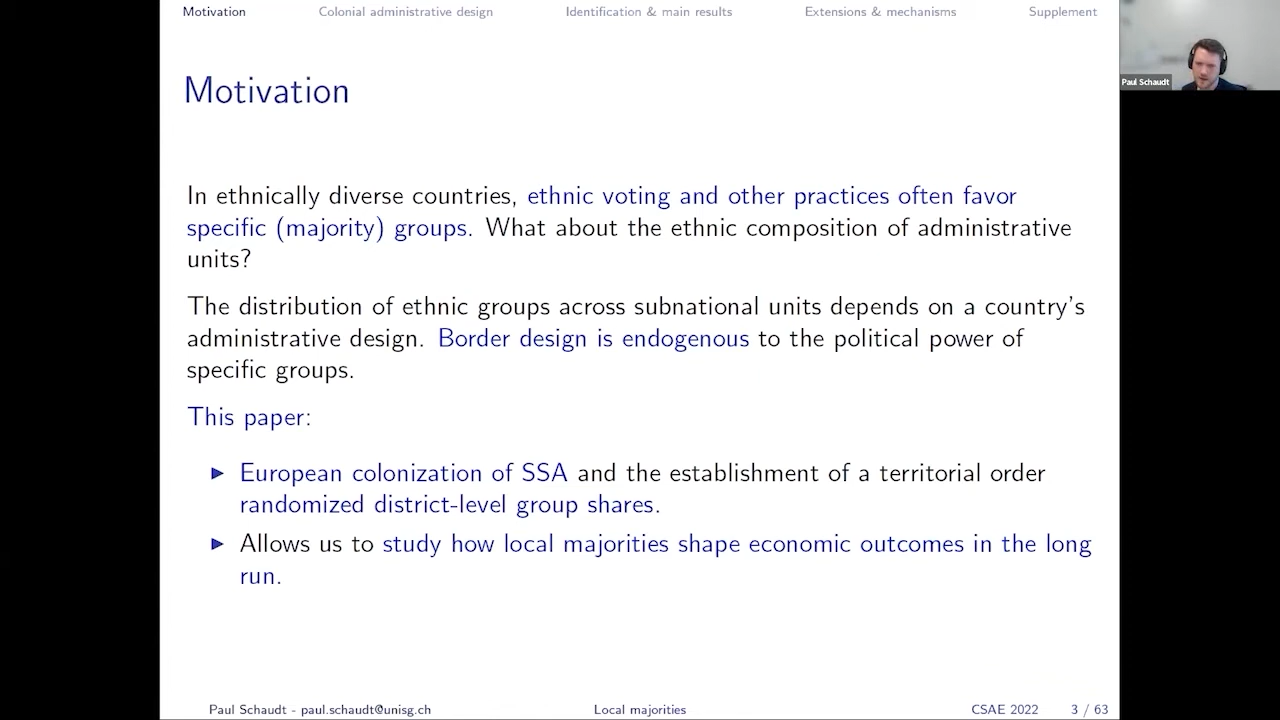 Motivation Colonial administrative design Identification & main results Extensions & mechanisms Supplement
Paul Schaudt
Motivation
In ethnically diverse countries, ethnic voting and other practices often favor
specific (majority) groups. What about the ethnic composition of administrative
units?
The distribution of ethnic groups across subnational units depends on a country's
administrative design. Border design is endogenous to the political power of
specific groups.
This paper:
▶ European colonization of SSA and the establishment of a territorial order
randomized district-level group shares.
▶ Allows us to study how local majorities shape economic outcomes in the long
run.
Paul Schaudt - paul.schaudt@unisg.ch Local majorities CSAE 2022 3 / 63